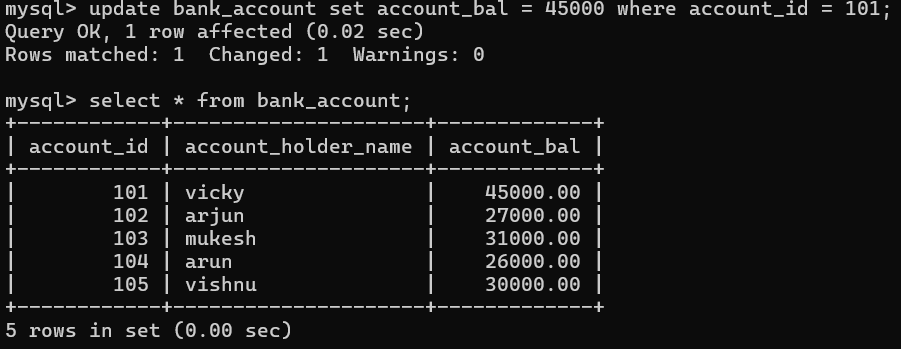 mysql> update bank_account set account_bal = 45000 where account_id = 101;
Query OK, 1 row affected (0.02 sec)
Rows matched: 1  Changed: 1  Warnings: 0

mysql> select * from bank_account;
+------------+---------------------+-------------+
| account_id | account_holder_name | account_bal |
+------------+---------------------+-------------+
|        101 | vicky               |    45000.00 |
|        102 | arjun               |    27000.00 |
|        103 | mukesh              |    31000.00 |
|        104 | arun                |    26000.00 |
|        105 | vishnu              |    30000.00 |
+------------+---------------------+-------------+
5 rows in set (0.00 sec)